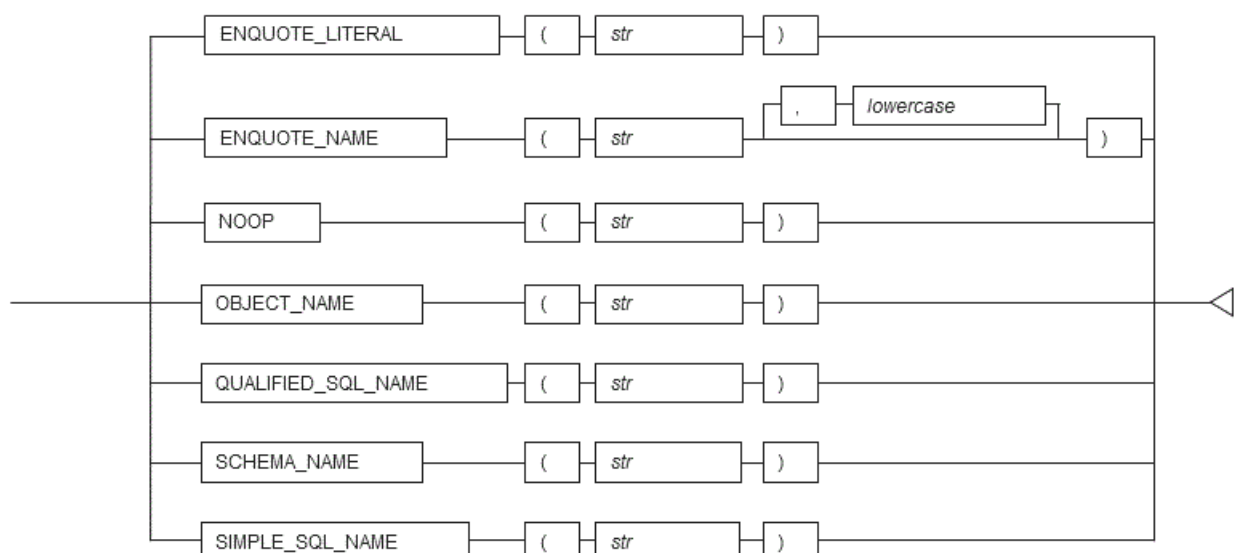 ENQUOTE_LITERAL ( str )
, lowercase
ENQUOTE_NAME ( str )
NOOP ( str )
OBJECT_NAME ( str )
QUALIFIED_SQL_NAME ( str )
SCHEMA_NAME ( str )
SIMPLE_SQL_NAME ( str )